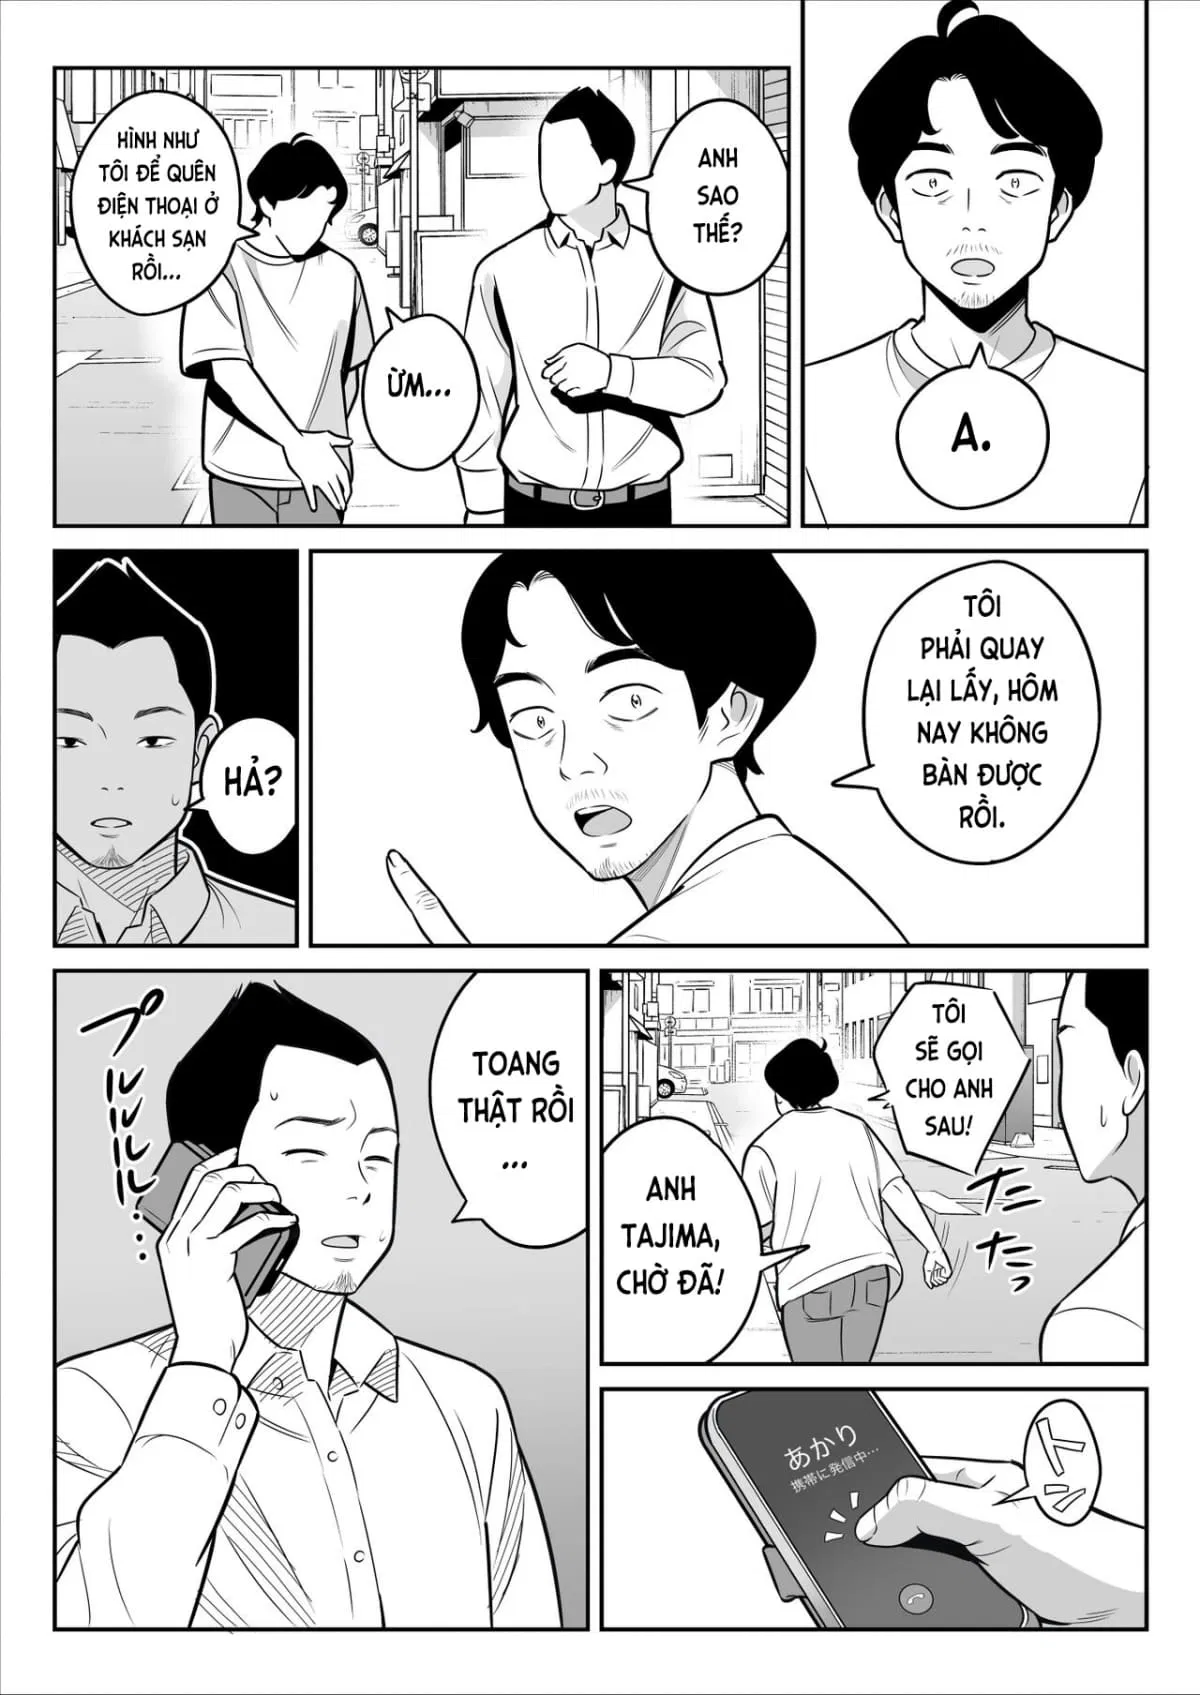 A.
ANH
SAO
THẾ?
ỪM...
HÌNH NHƯ
TÔI ĐỂ QUÊN
ĐIỆN THOẠI Ở
KHÁCH SẠN
RỒI...
TÔI
PHẢI QUAY
LẠI LẤY, HÔM
NAY KHÔNG
BÀN ĐƯỢC
RỒI.
HẢ?
TÔI
SẼ GỌI
CHO ANH
SAU!
ANH
TAJIMA,
CHỜ ĐÃ!
たた
たっ
トン
あかり
携帯に発信中...
TOANG
THẬT RỒI
...
プルルルル...